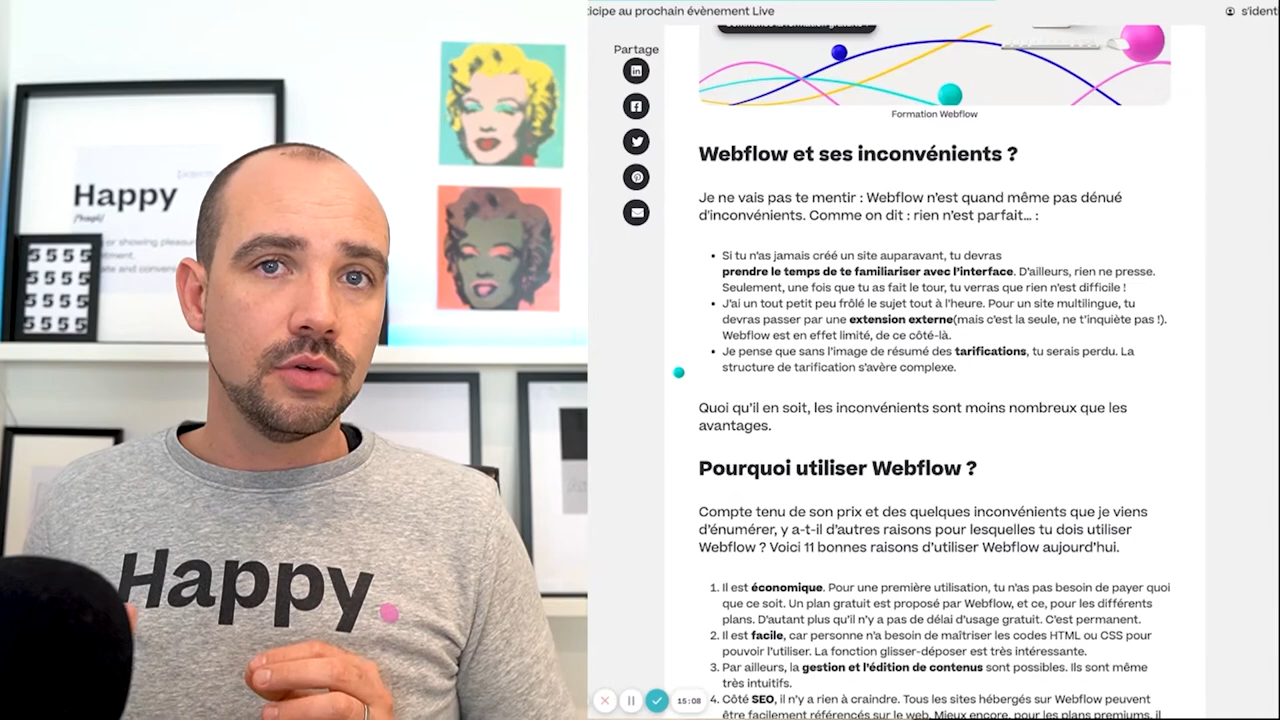 ticipe au prochain évènement Live
s'ident
Partage
Formation Webflow
Webflow et ses inconvénients ?
Je ne vais pas te mentir : Webflow n'est quand même pas dénué
d'inconvénients. Comme on dit : rien n'est parfait… :
• Si tu n'as jamais créé un site auparavant, tu devras
prendre le temps de te familiariser avec l'interface. D'ailleurs, rien ne presse.
Seulement, une fois que tu as fait le tour, tu verras que rien n'est difficile !
• J'ai un tout petit peu frôlé le sujet tout à l'heure. Pour un site multilingue, tu
devras passer par une extension externe(mais c'est la seule, ne t'inquiète pas !).
Webflow est en effet limité, de ce côté-là.
• Je pense que sans l'image de résumé des tarifications, tu serais perdu. La
structure de tarification s'avère complexe.
Quoi qu'il en soit, les inconvénients sont moins nombreux que les
avantages.
Pourquoi utiliser Webflow ?
Compte tenu de son prix et des quelques inconvénients que je viens
d'énumérer, y a-t-il d'autres raisons pour lesquelles tu dois utiliser
Webflow ? Voici 11 bonnes raisons d'utiliser Webflow aujourd'hui.
1. Il est économique. Pour une première utilisation, tu n'as pas besoin de payer quoi
que ce soit. Un plan gratuit est proposé par Webflow, et ce, pour les différents
plans. D'autant plus qu'il n'y a pas de délai d'usage gratuit. C'est permanent.
2. Il est facile, car personne n'a besoin de maîtriser les codes HTML ou CSS pour
pouvoir l'utiliser. La fonction glisser-déposer est très intéressante.
3. Par ailleurs, la gestion et l'édition de contenus sont possibles. Ils sont même
très intuitifs.
4. Côté SEO, il n'y a rien à craindre. Tous les sites hébergés sur Webflow peuvent
être facilement référencés sur le web. Mieux encore, pour les plans premiums, il
15:08
Happy
or showing pleasur
5555
5555
5555
5555
Happy.